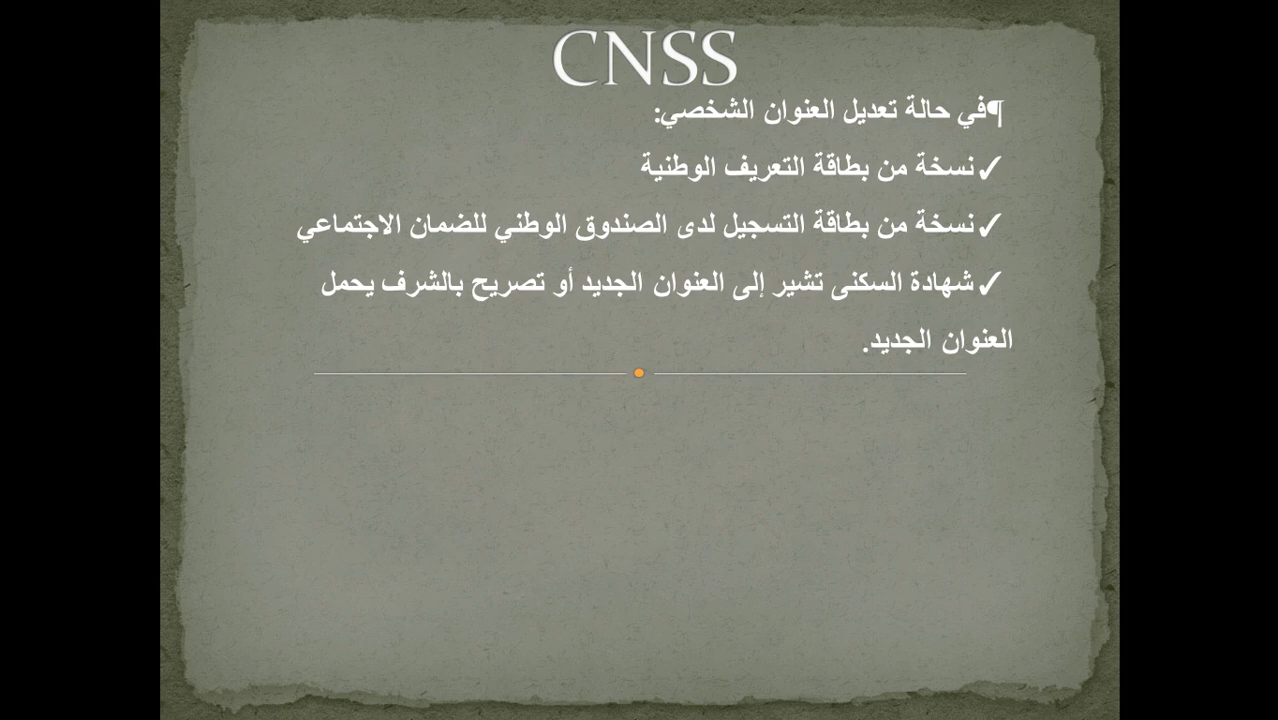 CNSS
¶في حالة تعديل العنوان الشخصي:
✓نسخة من بطاقة التعريف الوطنية
✓نسخة من بطاقة التسجيل لدى الصندوق الوطني للضمان الاجتماعي
✓شهادة السكنى تشير إلى العنوان الجديد أو تصريح بالشرف يحمل
العنوان الجديد.